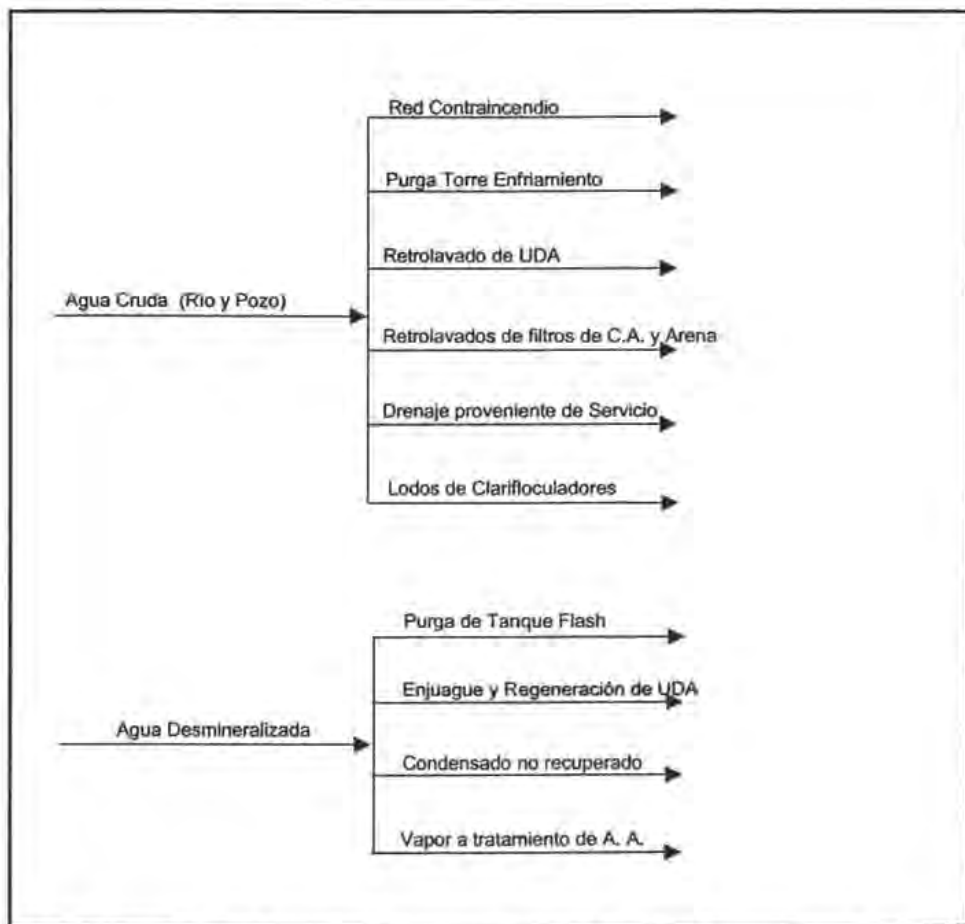 Red Contraincendio
Purga Torre Enfriamiento
Retrolavado de UDA
Agua Cruda (Rio y Pozo)
Retrolavados de filtros de C.A. y Arena
Drenaje proveniente de Servicio
Lodos de Clarifloculadores
Purga de Tanque Flash
Enjuague y Regeneración de UDA
Agua Desmineralizada
Condensado no recuperado
Vapor a tratamiento de A. A.